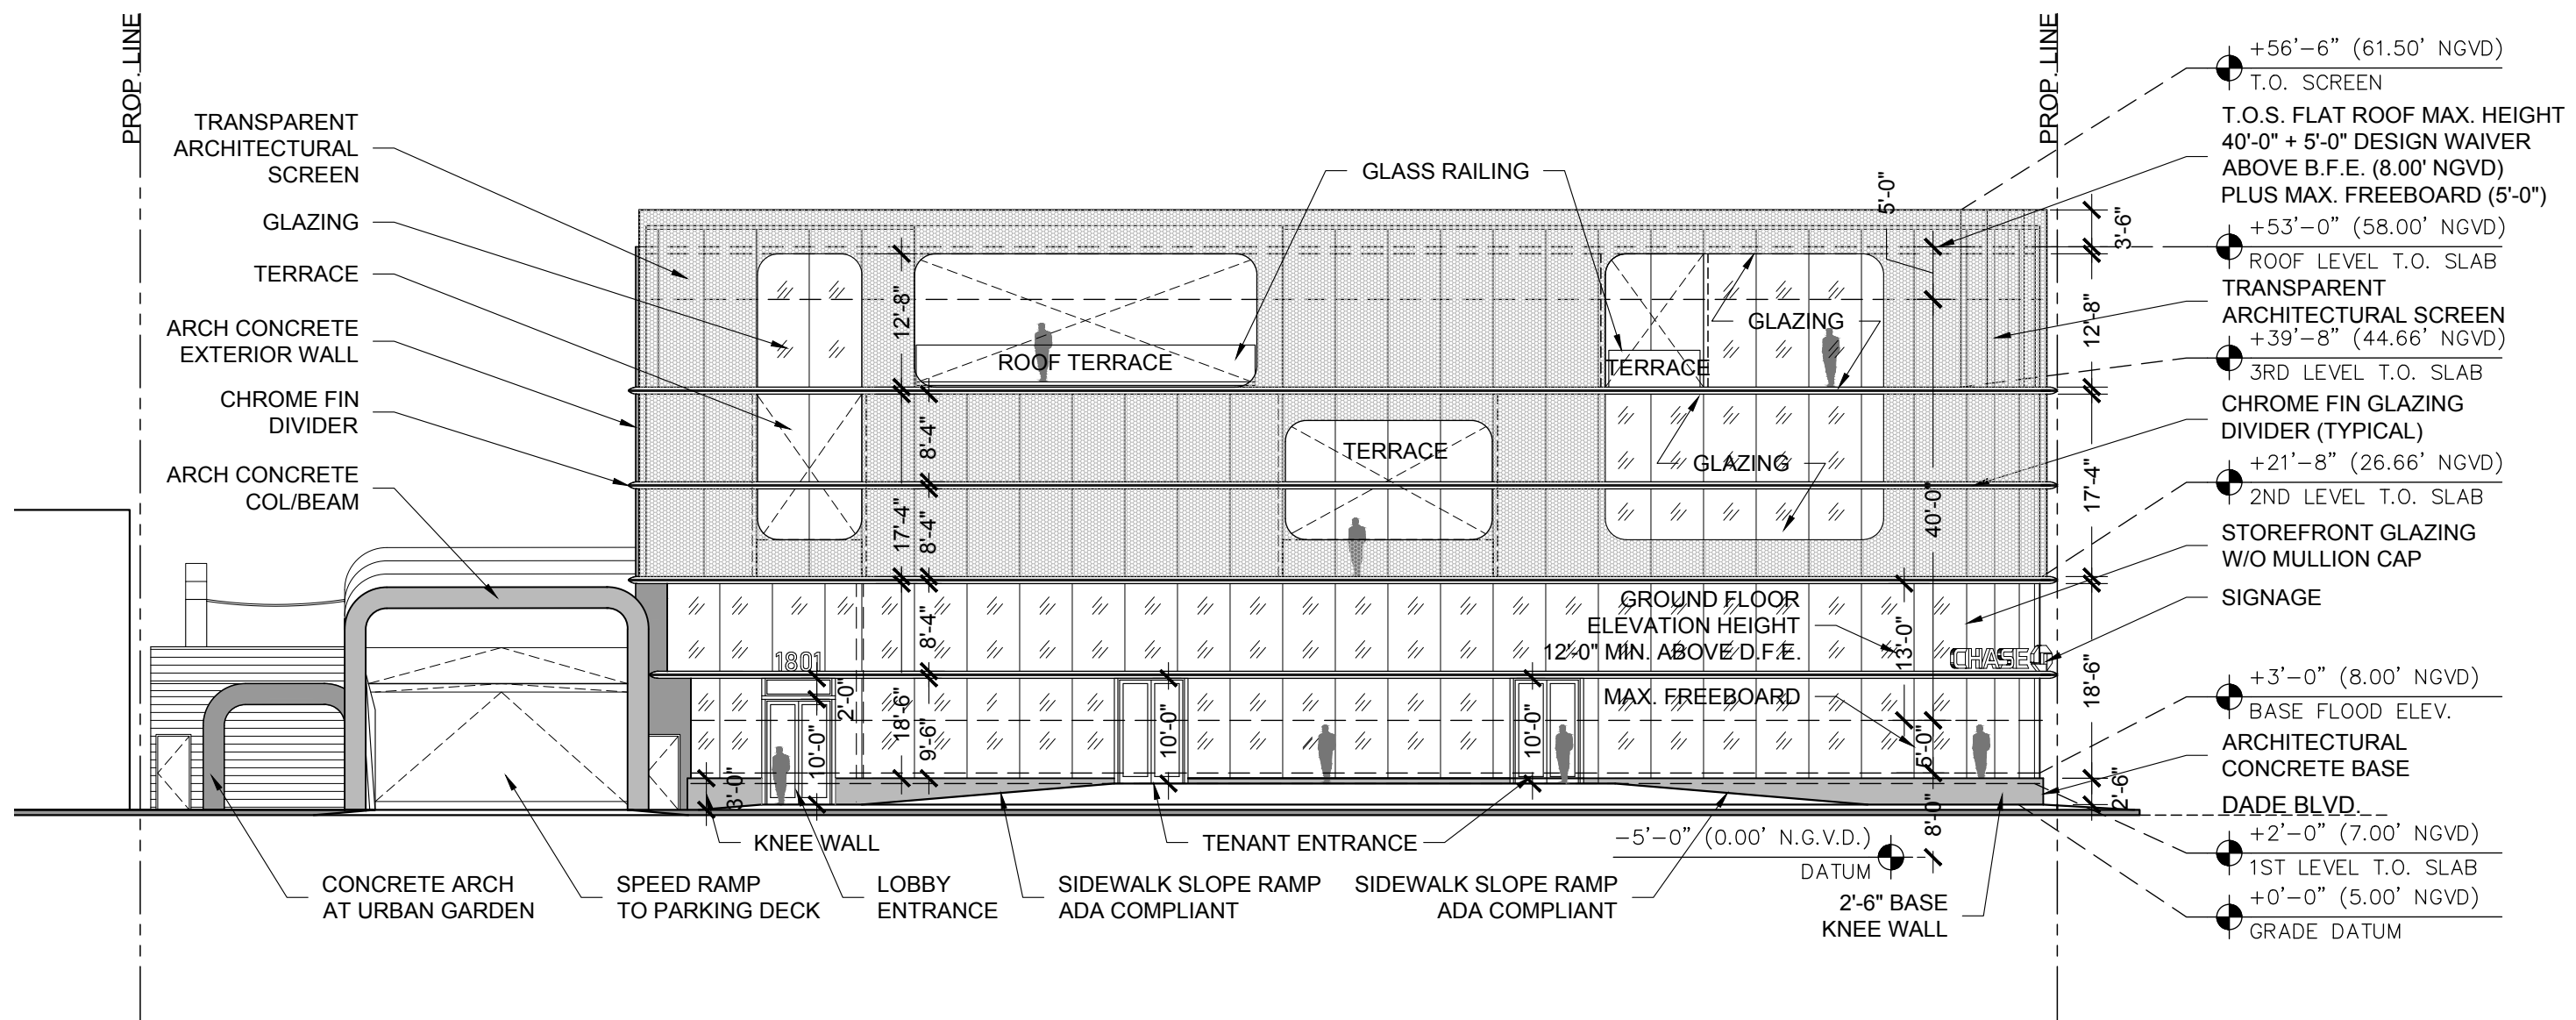 PROP. LINE
TRANSPARENT
ARCHITECTURAL
SCREEN
GLAZING
TERRACE
ARCH CONCRETE
EXTERIOR WALL
CHROME FIN
DIVIDER
ARCH CONCRETE
COL/BEAM
GLASS RAILING
12'-8"
ROOF TERRACE
TERRACE
GLAZING
5'-0"
8'-4"
TERRACE
GLAZING
17'-4"
8'-4"
40'-0"
8'-4"
GROUND FLOOR
ELEVATION HEIGHT
12'-0" MIN. ABOVE D.F.E.
13'-0"
1801
CHASE
2'-0"
18'-6"
9'-6"
10'-0"
10'-0"
10'-0"
MAX. FREEBOARD
5'-0"
3'-0"
8'-0"
KNEE WALL
TENANT ENTRANCE
-5'-0" (0.00' N.G.V.D.)
DATUM
CONCRETE ARCH
AT URBAN GARDEN
SPEED RAMP
TO PARKING DECK
LOBBY
ENTRANCE
SIDEWALK SLOPE RAMP
ADA COMPLIANT
SIDEWALK SLOPE RAMP
ADA COMPLIANT
2'-6" BASE
KNEE WALL
PROP. LINE
3'-6"
12'-8"
17'-4"
18'-6"
2'-6"
+56'-6" (61.50' NGVD)
T.O. SCREEN
T.O.S. FLAT ROOF MAX. HEIGHT
40'-0" + 5'-0" DESIGN WAIVER
ABOVE B.F.E. (8.00' NGVD)
PLUS MAX. FREEBOARD (5'-0")
+53'-0" (58.00' NGVD)
ROOF LEVEL T.O. SLAB
TRANSPARENT
ARCHITECTURAL SCREEN
+39'-8" (44.66' NGVD)
3RD LEVEL T.O. SLAB
CHROME FIN GLAZING
DIVIDER (TYPICAL)
+21'-8" (26.66' NGVD)
2ND LEVEL T.O. SLAB
STOREFRONT GLAZING
W/O MULLION CAP
SIGNAGE
+3'-0" (8.00' NGVD)
BASE FLOOD ELEV.
ARCHITECTURAL
CONCRETE BASE
DADE BLVD.
+2'-0" (7.00' NGVD)
1ST LEVEL T.O. SLAB
+0'-0" (5.00' NGVD)
GRADE DATUM